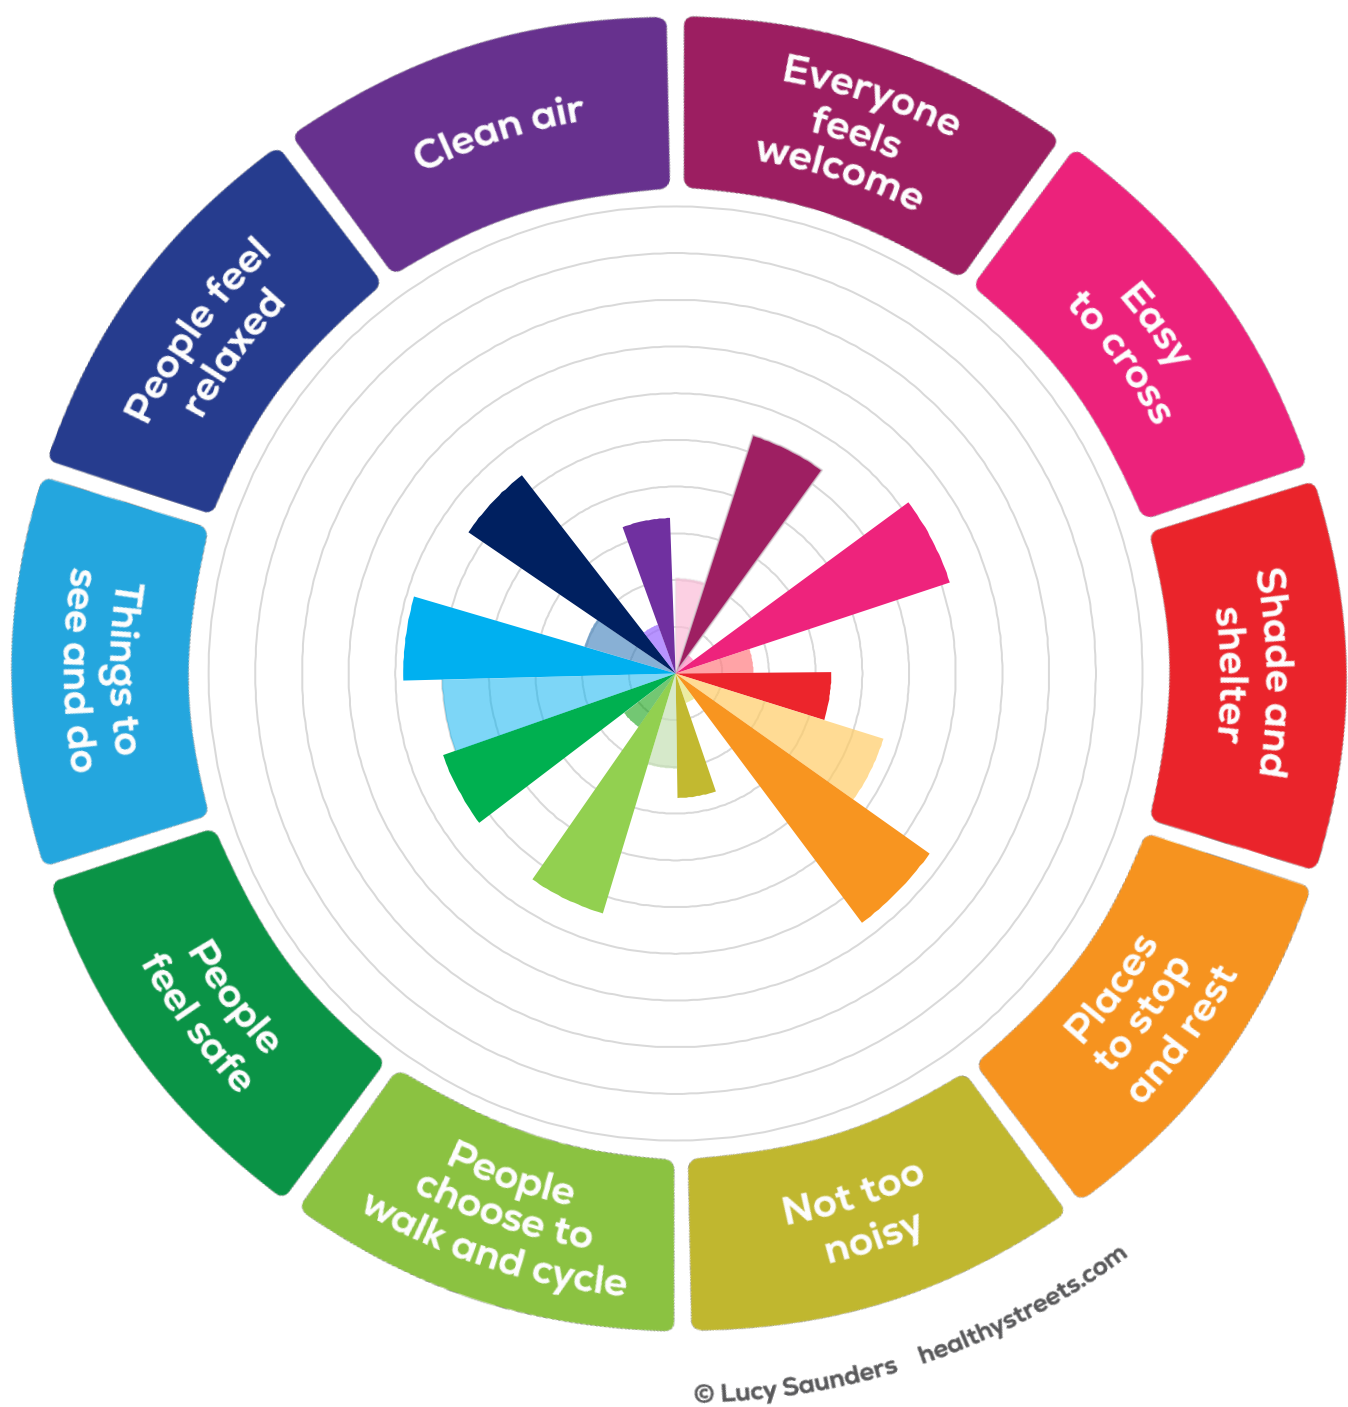 Everyone
feels
welcome
Easy
to cross
Shade and
shelter
Places
to stop
and rest
Not too
noisy
People
choose to
walk and cycle
People
feel safe
Things to
see and do
People feel
relaxed
Clean air
© Lucy Saunders healthystreets.com